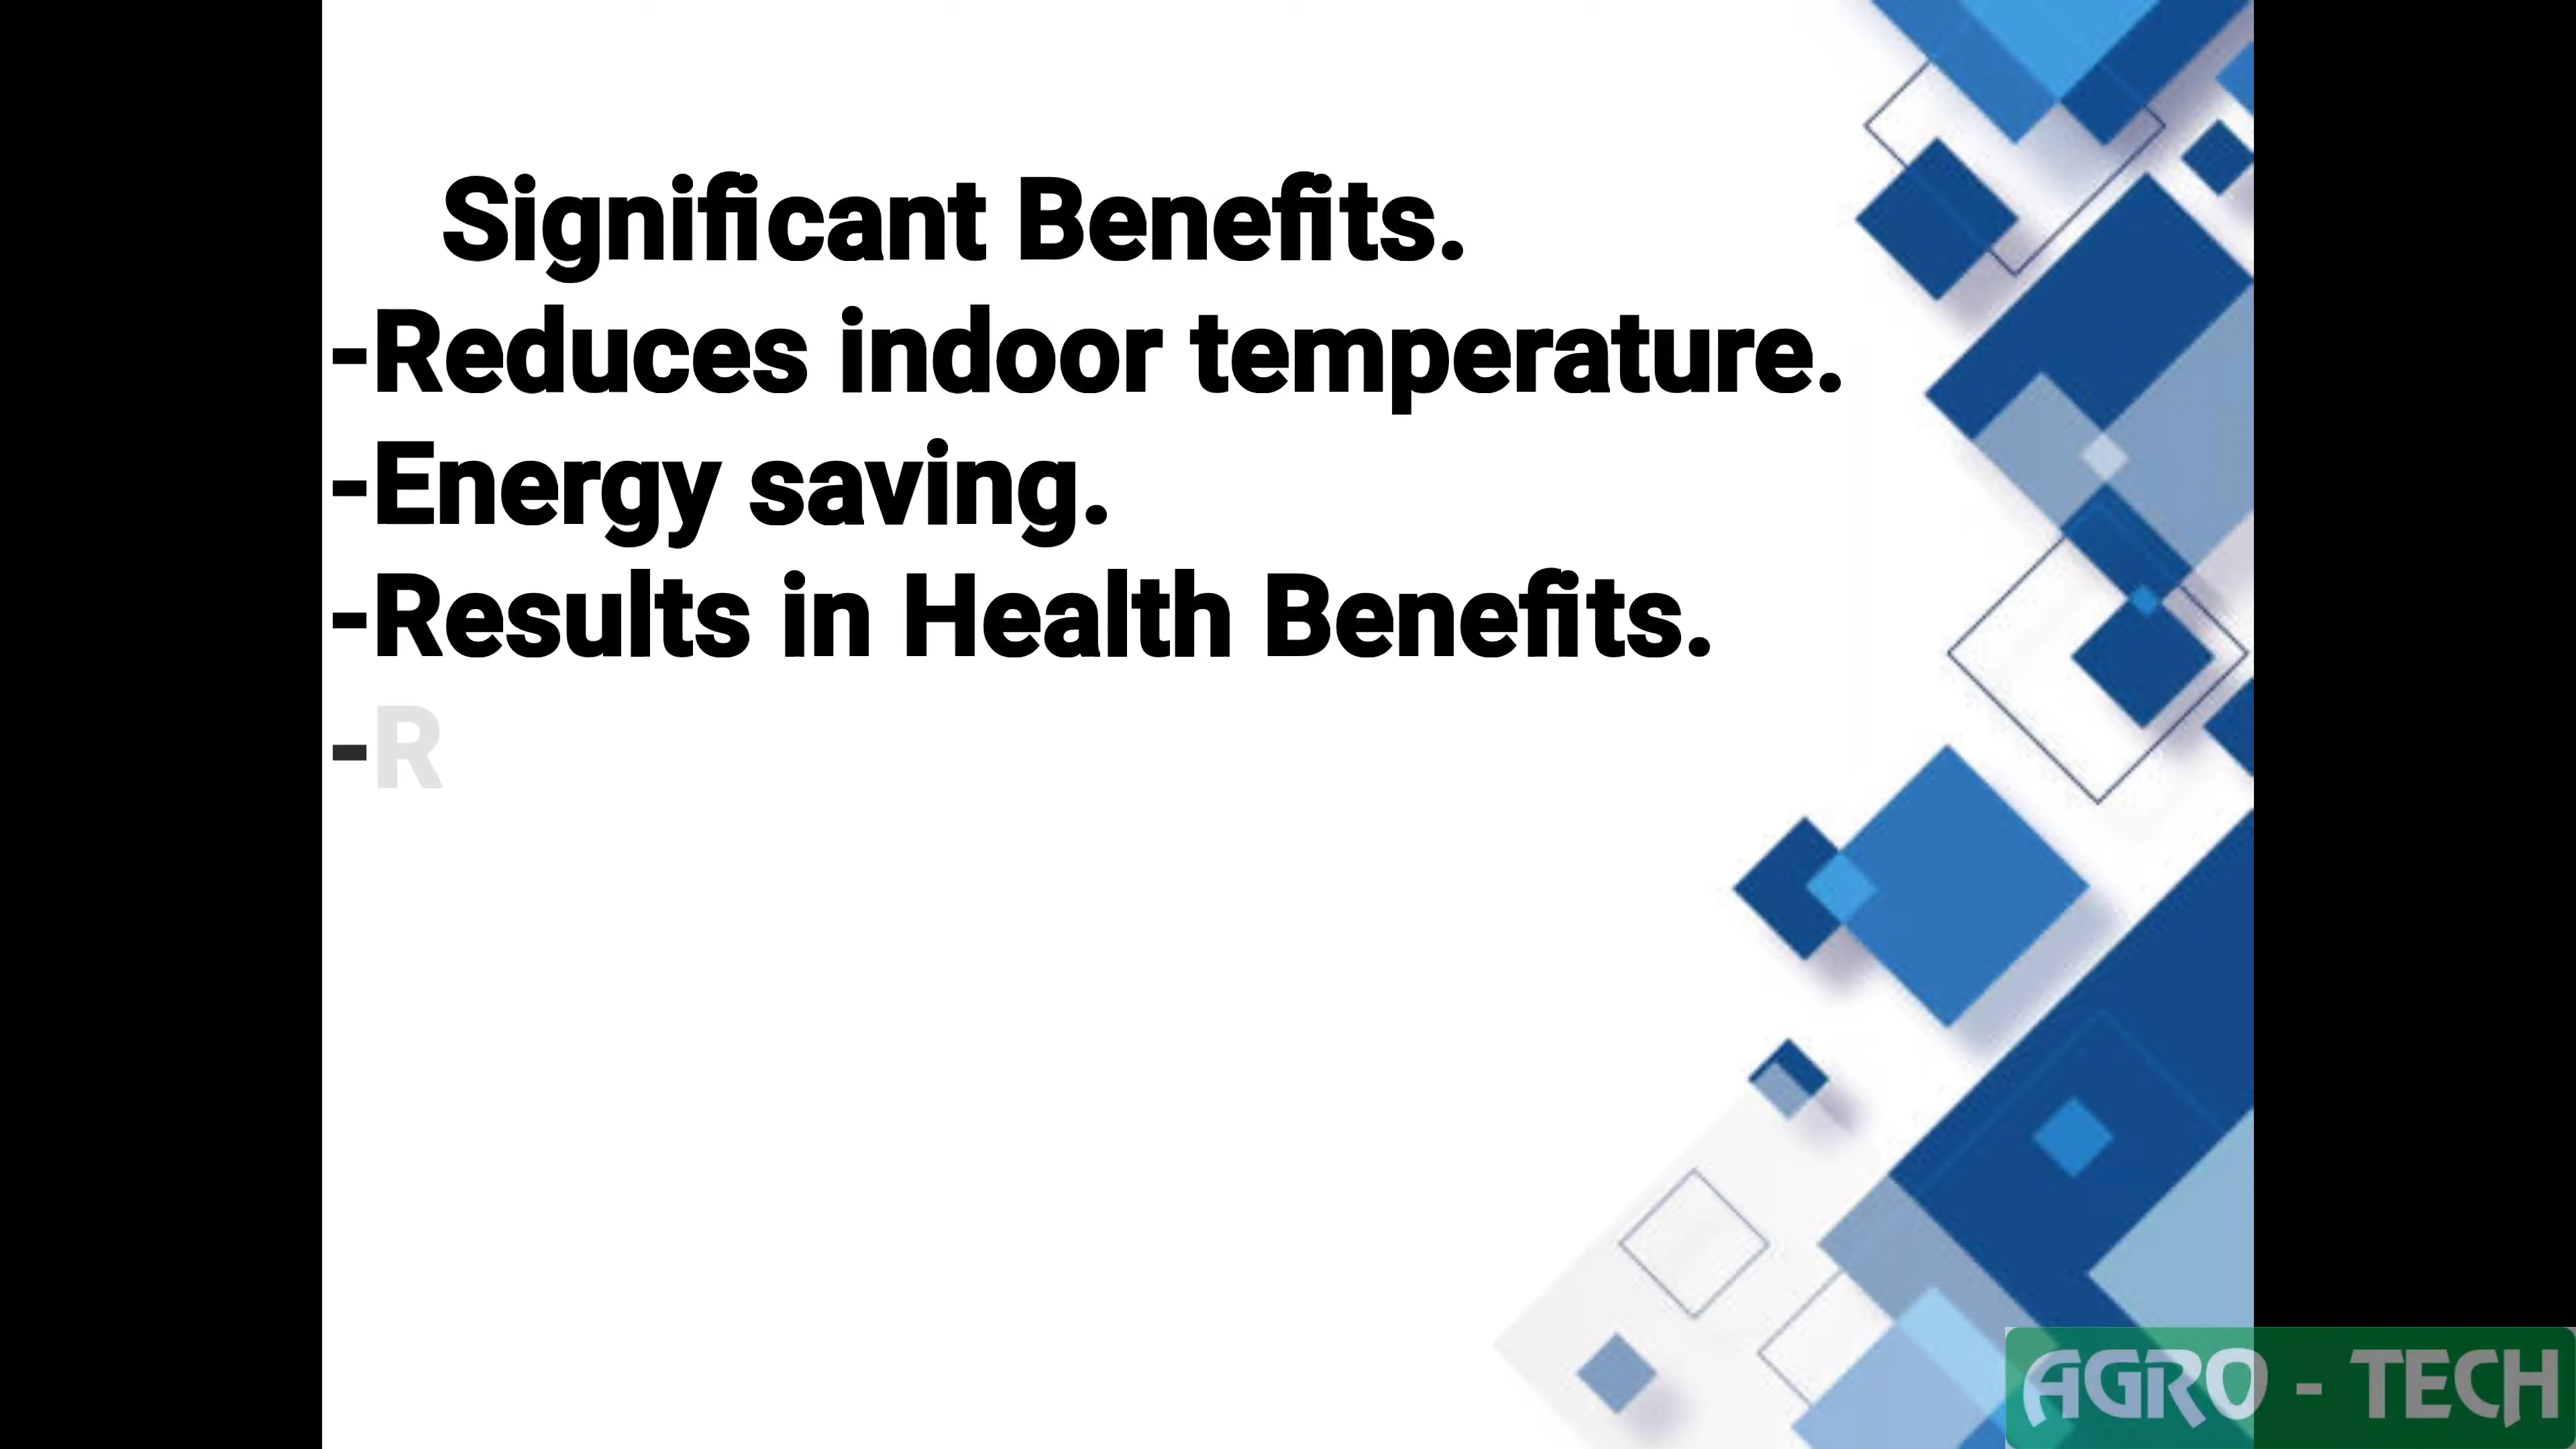 Significant Benefits.
-Reduces indoor temperature.
-Energy saving.
-Results in Health Benefits.
-R
AGRO - TECH